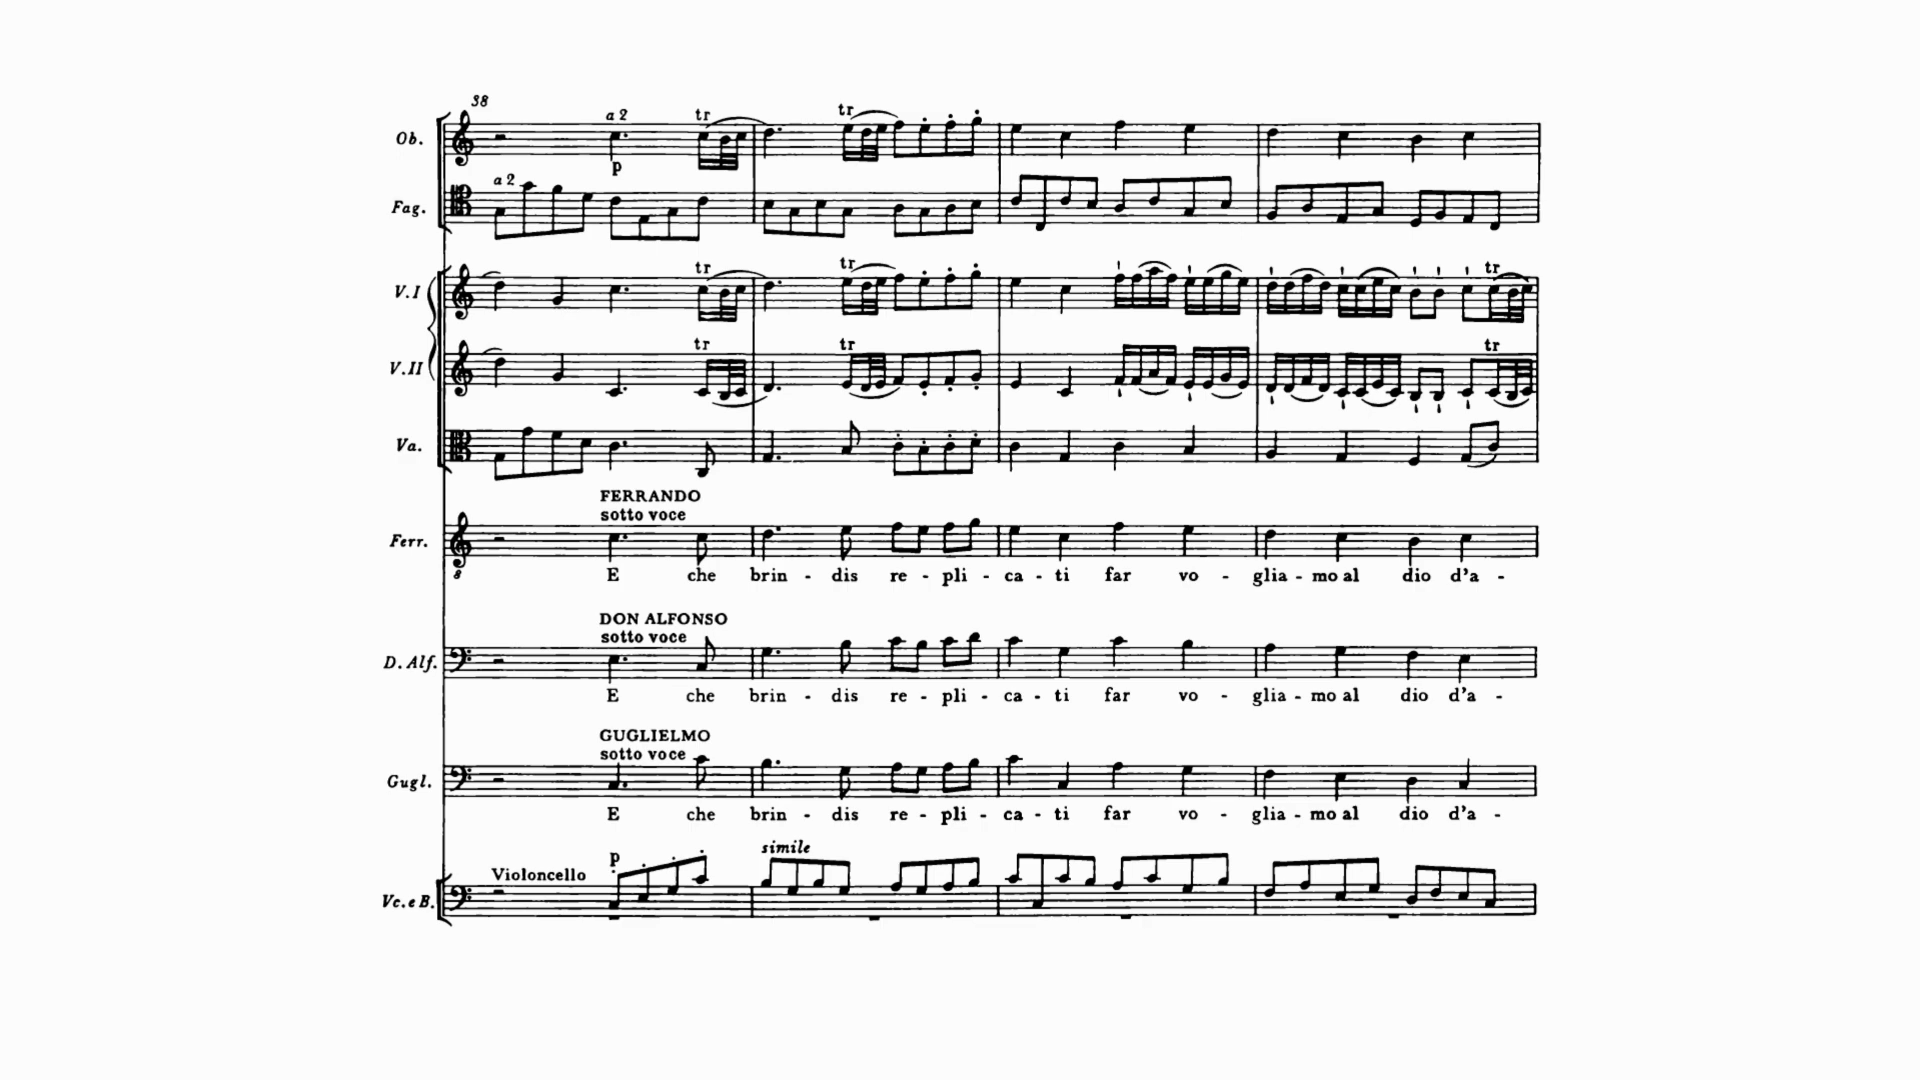 38
a 2
tr
tr
Ob.
p
a 2
Fag.
tr
tr
tr
V.I
tr
tr
tr
V.II
Va.
FERRANDO
sotto voce
Ferr.
8
E che brin - dis re - pli - ca - ti far vo - glia - mo al dio d'a -
DON ALFONSO
sotto voce
D. Alf.
E che brin - dis re - pli - ca - ti far vo - glia - mo al dio d'a -
GUGLIELMO
sotto voce
Gugl.
E che brin - dis re - pli - ca - ti far vo - glia - mo al dio d'a -
simile
p
Violoncello
Vc. e B.